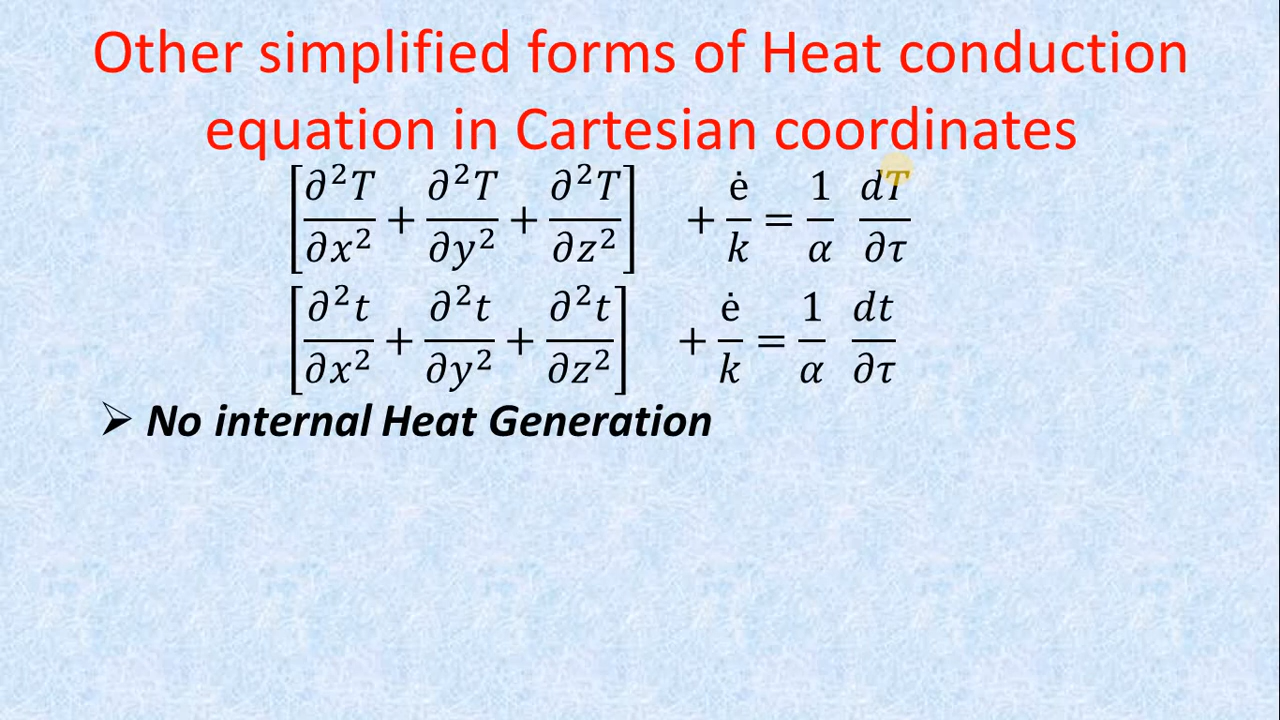 Other simplified forms of Heat conduction
equation in Cartesian coordinates
[∂²T/∂x² + ∂²T/∂y² + ∂²T/∂z²] + ė/k = 1/α dT/∂τ
[∂²t/∂x² + ∂²t/∂y² + ∂²t/∂z²] + ė/k = 1/α dt/∂τ
➢ No internal Heat Generation